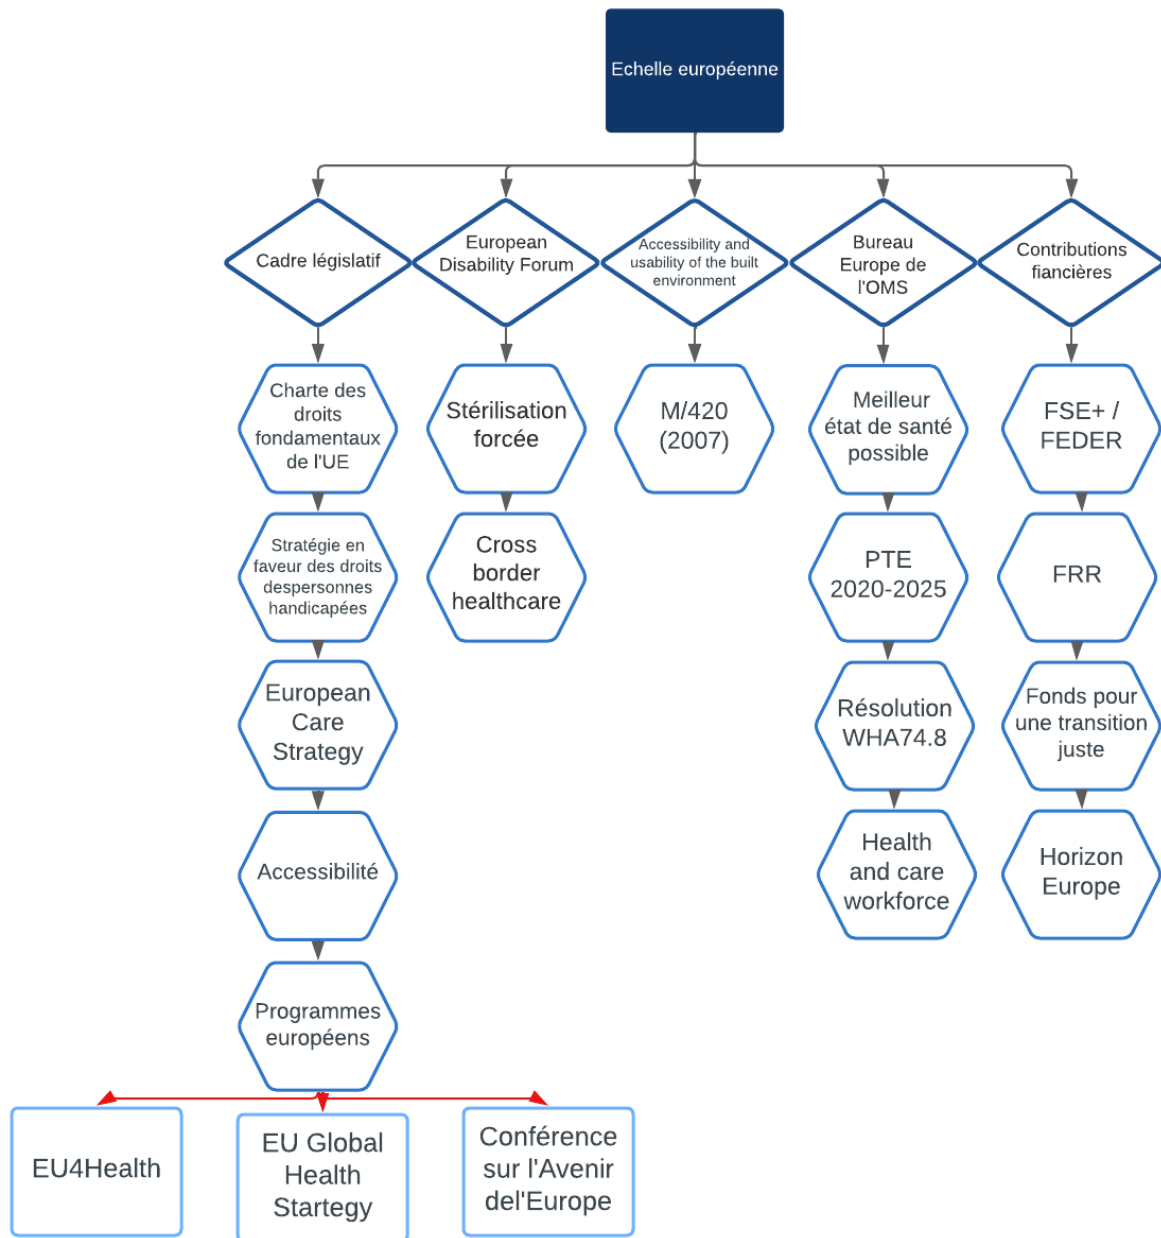 Echelle européenne
Cadre législatif
European
Disability Forum
Accessibility and
usability of the built
environment
Bureau
Europe de
l'OMS
Contributions
fiancières
Charte des
droits
fondamentaux
de l'UE
Stérilisation
forcée
M/420
(2007)
Meilleur
état de santé
possible
FSE+ /
FEDER
Stratégie en
faveur des droits
despersonnes
handicapées
Cross
border
healthcare
PTE
2020-2025
FRR
European
Care
Strategy
Résolution
WHA74.8
Fonds pour
une transition
juste
Accessibilité
Health
and care
workforce
Horizon
Europe
Programmes
européens
EU4Health
EU Global
Health
Startegy
Conférence
sur l'Avenir
del'Europe